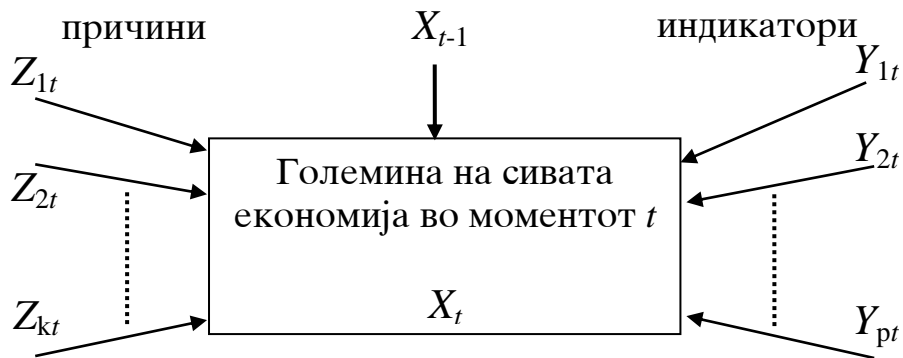 причини X_{t-1} индикатори
Z_{1t} Y_{1t}
Z_{2t} Y_{2t}
Големина на сивата
економија во моментот t
Z_{kt} X_t Y_{pt}